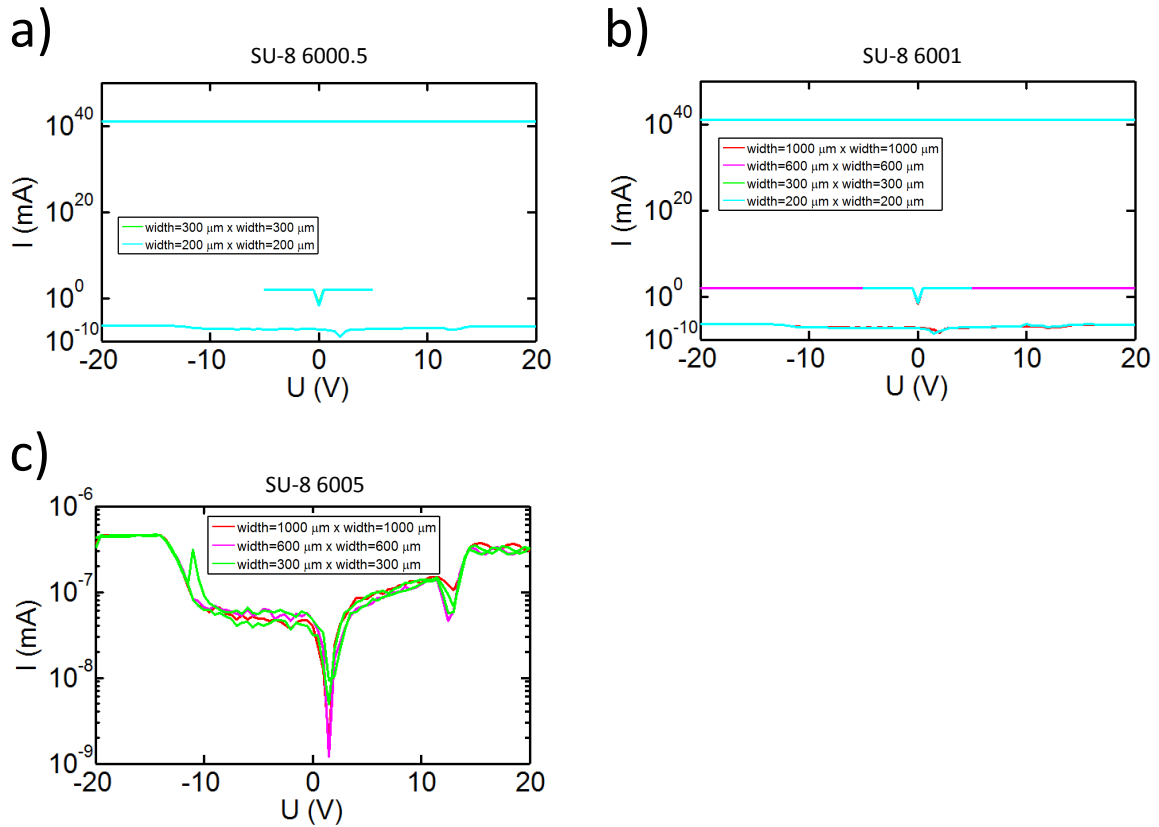 a)
SU-8 6000.5
10^40
10^20
10^0
10^-10
I (mA)
width=300 μm x width=300 μm
width=200 μm x width=200 μm
-20 -10 0 10 20
U (V)
b)
SU-8 6001
10^40
10^20
10^0
10^-10
I (mA)
width=1000 μm x width=1000 μm
width=600 μm x width=600 μm
width=300 μm x width=300 μm
width=200 μm x width=200 μm
-20 -10 0 10 20
U (V)
c)
SU-8 6005
10^-6
10^-7
10^-8
10^-9
I (mA)
width=1000 μm x width=1000 μm
width=600 μm x width=600 μm
width=300 μm x width=300 μm
-20 -10 0 10 20
U (V)